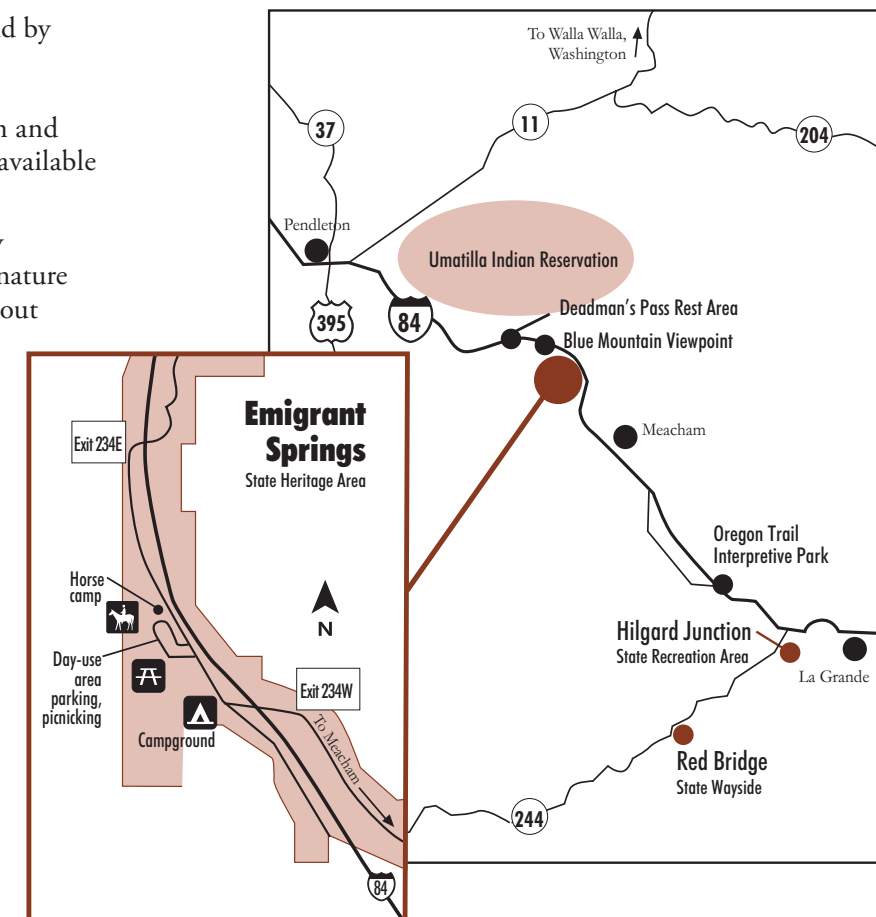 d by
n and
available
y
nature
out
To Walla Walla,
Washington
37
11
204
Pendleton
Umatilla Indian Reservation
395
84
Deadman's Pass Rest Area
Blue Mountain Viewpoint
Meacham
Oregon Trail
Interpretive Park
Hilgard Junction
State Recreation Area
La Grande
Red Bridge
State Wayside
244
Emigrant
Springs
State Heritage Area
Exit 234E
N
Horse
camp
Day-use
area
parking,
picnicking
Campground
Exit 234W
To Meacham
84